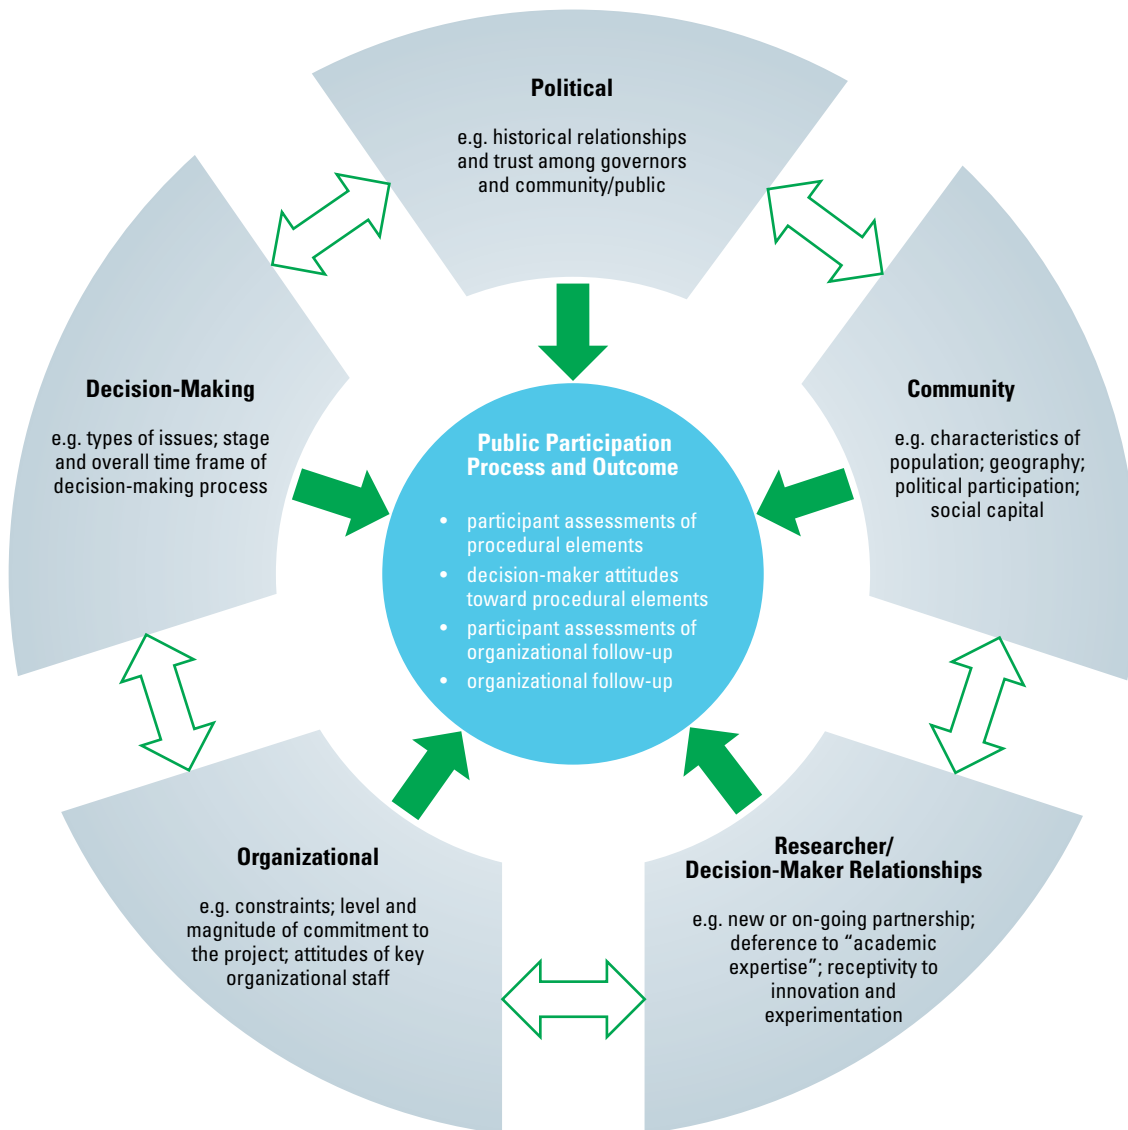 Political
e.g. historical relationships
and trust among governors
and community/public
Decision-Making
e.g. types of issues; stage
and overall time frame of
decision-making process
Community
e.g. characteristics of
population; geography;
political participation;
social capital
Public Participation
Process and Outcome
• participant assessments of
procedural elements
• decision-maker attitudes
toward procedural elements
• participant assessments of
organizational follow-up
• organizational follow-up
Organizational
e.g. constraints; level and
magnitude of commitment to
the project; attitudes of key
organizational staff
Researcher/
Decision-Maker Relationships
e.g. new or on-going partnership;
deference to “academic
expertise”; receptivity to
innovation and
experimentation